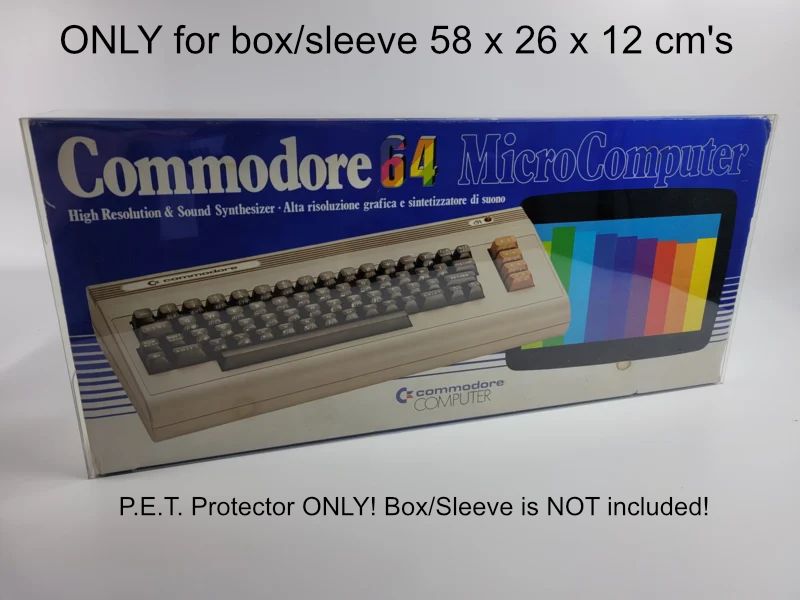 ONLY for box/sleeve 58 x 26 x 12 cm's
Commodore 64 MicroComputer
High Resolution & Sound Synthesizer · Alta risoluzione grafica e sintetizzatore di suono
commodore
commodore
COMPUTER
P.E.T. Protector ONLY! Box/Sleeve is NOT included!